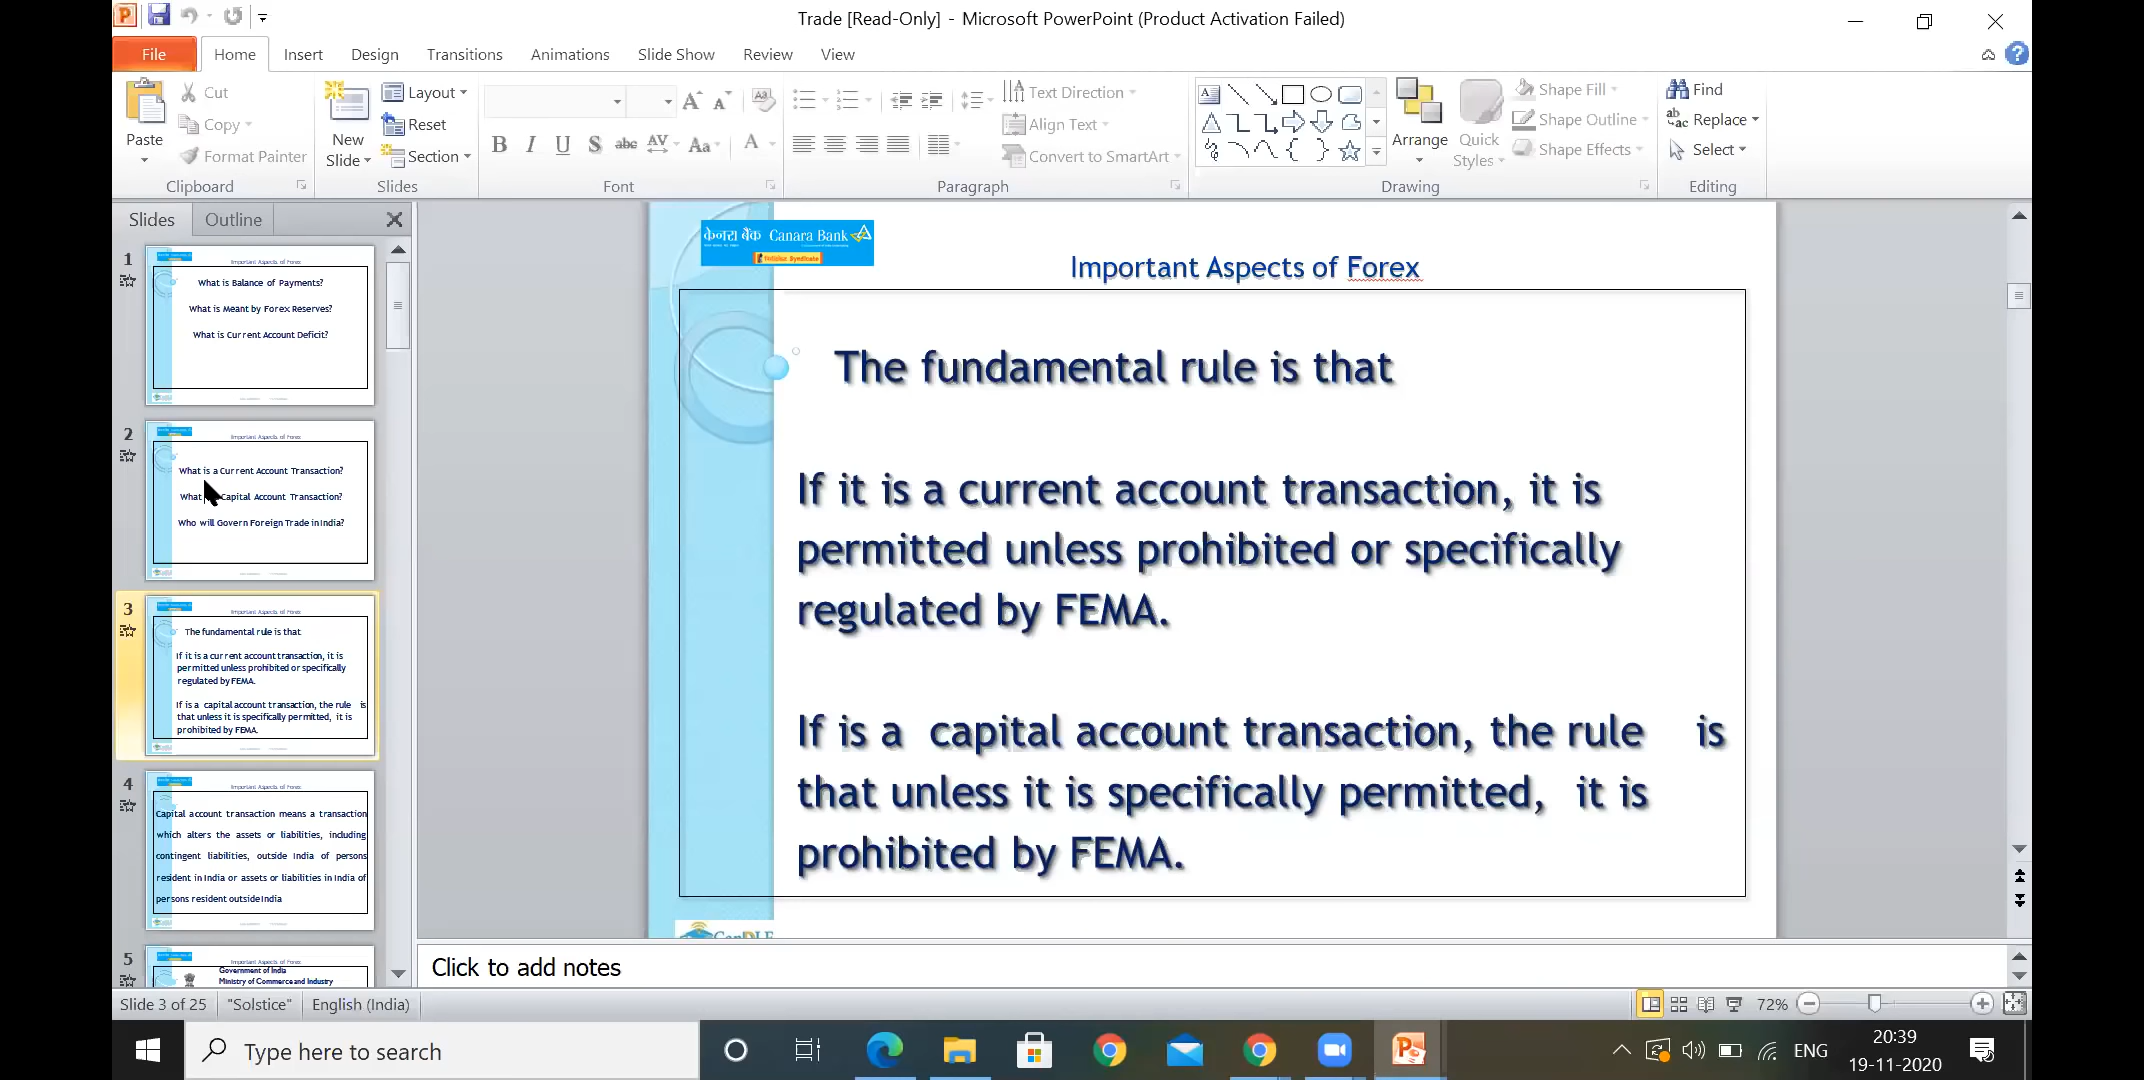 Trade [Read-Only] - Microsoft PowerPoint (Product Activation Failed)
File Home Insert Design Transitions Animations Slide Show Review View
Paste
Cut
Copy
Format Painter
Clipboard
New
Slide
Layout
Reset
Section
Slides
Font
Text Direction
Align Text
Convert to SmartArt
Paragraph
Arrange
Quick
Styles
Shape Fill
Shape Outline
Shape Effects
Drawing
Find
Replace
Select
Editing
Slides Outline
1
Important Aspects of Forex
What is Balance of Payments?
What is Meant by Forex Reserves?
What is Current Account Deficit?
2
Important Aspects of Forex
What is a Current Account Transaction?
What Capital Account Transaction?
Who will Govern Foreign Trade in India?
3
Important Aspects of Forex
The fundamental rule is that
If it is a current account transaction, it is
permitted unless prohibited or specifically
regulated by FEMA.
If is a capital account transaction, the rule is
that unless it is specifically permitted, it is
prohibited by FEMA.
4
Important Aspects of Forex
Capital account transaction means a transaction
which alters the assets or liabilities, including
contingent liabilities, outside India of persons
resident in India or assets or liabilities in India of
persons resident outside India
5
Important Aspects of Forex
Government of India
Ministry of Commerce and Industry
केनरा बैंक Canara Bank
Syndicate
Important Aspects of Forex
The fundamental rule is that
If it is a current account transaction, it is
permitted unless prohibited or specifically
regulated by FEMA.
If is a capital account transaction, the rule is
that unless it is specifically permitted, it is
prohibited by FEMA.
Click to add notes
Slide 3 of 25 "Solstice" English (India) 72%
Type here to search
ENG
20:39
19-11-2020